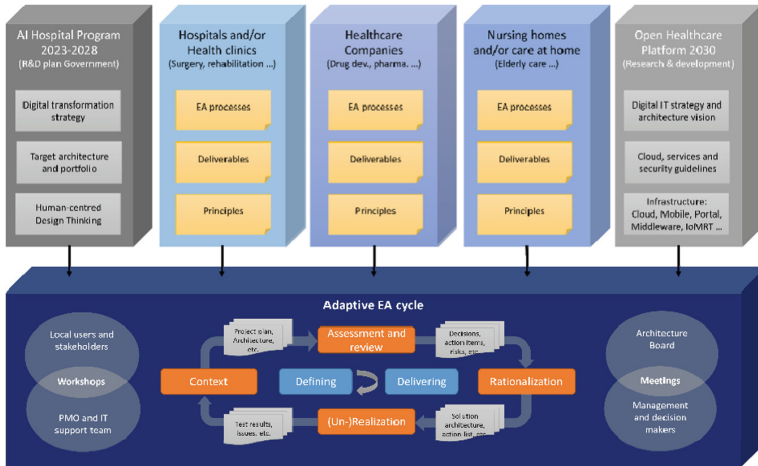 AI Hospital Program
2023-2028
(R&D plan Government)
Digital transformation
strategy
Target architecture
and portfolio
Human-centred
Design Thinking
Hospitals and/or
Health clinics
(Surgery, rehabilitation ...)
EA processes
Deliverables
Principles
Healthcare
Companies
(Drug dev., pharma. ...)
EA processes
Deliverables
Principles
Nursing homes
and/or care at home
(Elderly care ...)
EA processes
Deliverables
Principles
Open Healthcare
Platform 2030
(Research & development)
Digital IT strategy and
architecture vision
Cloud, services and
security guidelines
Infrastructure:
Cloud, Mobile, Portal,
Middleware, IoMRT ...
Adaptive EA cycle
Local users and
stakeholders
Workshops
PMO and IT
support team
Project plan,
Architecture,
etc.
Assessment and
review
Decisions,
action items,
risks, etc.
Context
Defining
Delivering
Rationalization
Test results,
Issues, etc.
(Un-)Realization
Solution
architecture,
action list, etc.
Architecture
Board
Meetings
Management
and decision
makers